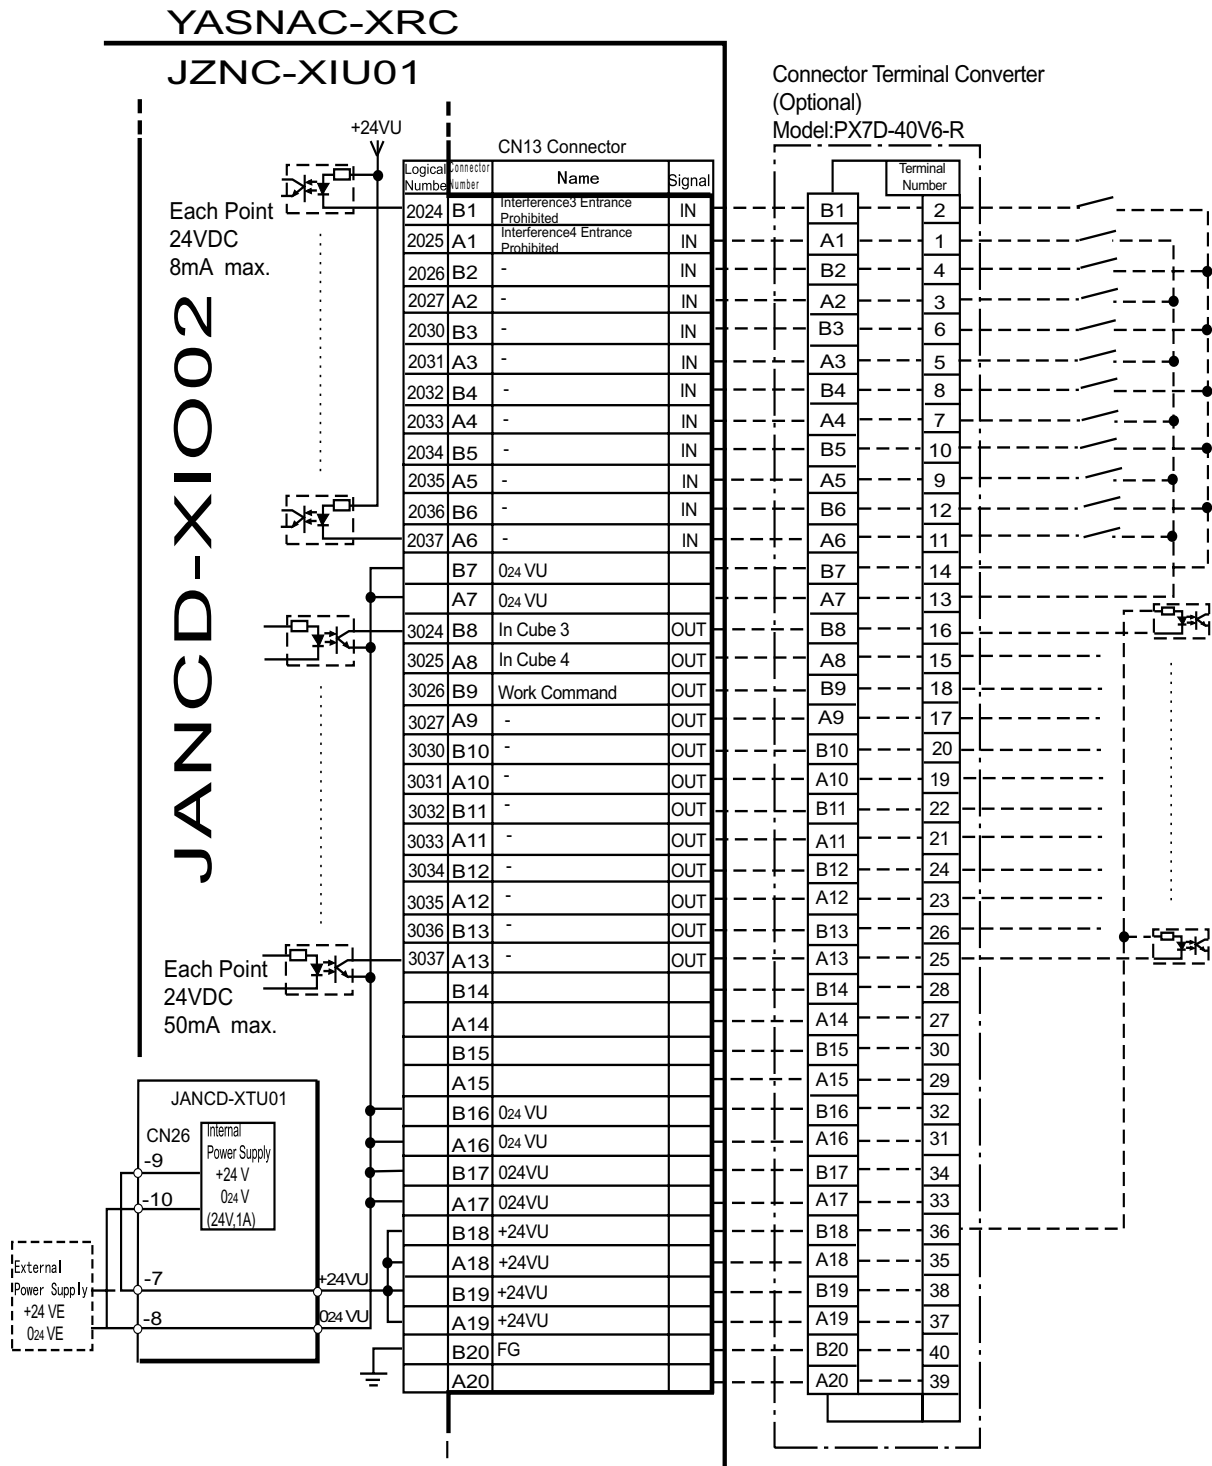 YASNAC-XRC
JZNC-XIU01
JANCD-XIO02
+24VU
Each Point
24VDC
8mA max.
CN13 Connector
Logical Numbe Connector Number Name Signal
2024 B1 Interference3 Entrance Prohibited IN
2025 A1 Interference4 Entrance Prohibited IN
2026 B2 - IN
2027 A2 - IN
2030 B3 - IN
2031 A3 - IN
2032 B4 - IN
2033 A4 - IN
2034 B5 - IN
2035 A5 - IN
2036 B6 - IN
2037 A6 - IN
B7 024 VU
A7 024 VU
3024 B8 In Cube 3 OUT
3025 A8 In Cube 4 OUT
3026 B9 Work Command OUT
3027 A9 - OUT
3030 B10 - OUT
3031 A10 - OUT
3032 B11 - OUT
3033 A11 - OUT
3034 B12 - OUT
3035 A12 - OUT
3036 B13 - OUT
3037 A13 - OUT
B14
A14
B15
A15
B16 024 VU
A16 024 VU
B17 024VU
A17 024VU
B18 +24VU
A18 +24VU
B19 +24VU
A19 +24VU
B20 FG
A20
Each Point
24VDC
50mA max.
JANCD-XTU01
CN26
-9
-10
-7
-8
Internal
Power Supply
+24 V
024 V
(24V,1A)
External
Power Supply
+24 VE
024 VE
+24VU
024 VU
Connector Terminal Converter
(Optional)
Model:PX7D-40V6-R
Terminal
Number
B1 2
A1 1
B2 4
A2 3
B3 6
A3 5
B4 8
A4 7
B5 10
A5 9
B6 12
A6 11
B7 14
A7 13
B8 16
A8 15
B9 18
A9 17
B10 20
A10 19
B11 22
A11 21
B12 24
A12 23
B13 26
A13 25
B14 28
A14 27
B15 30
A15 29
B16 32
A16 31
B17 34
A17 33
B18 36
A18 35
B19 38
A19 37
B20 40
A20 39